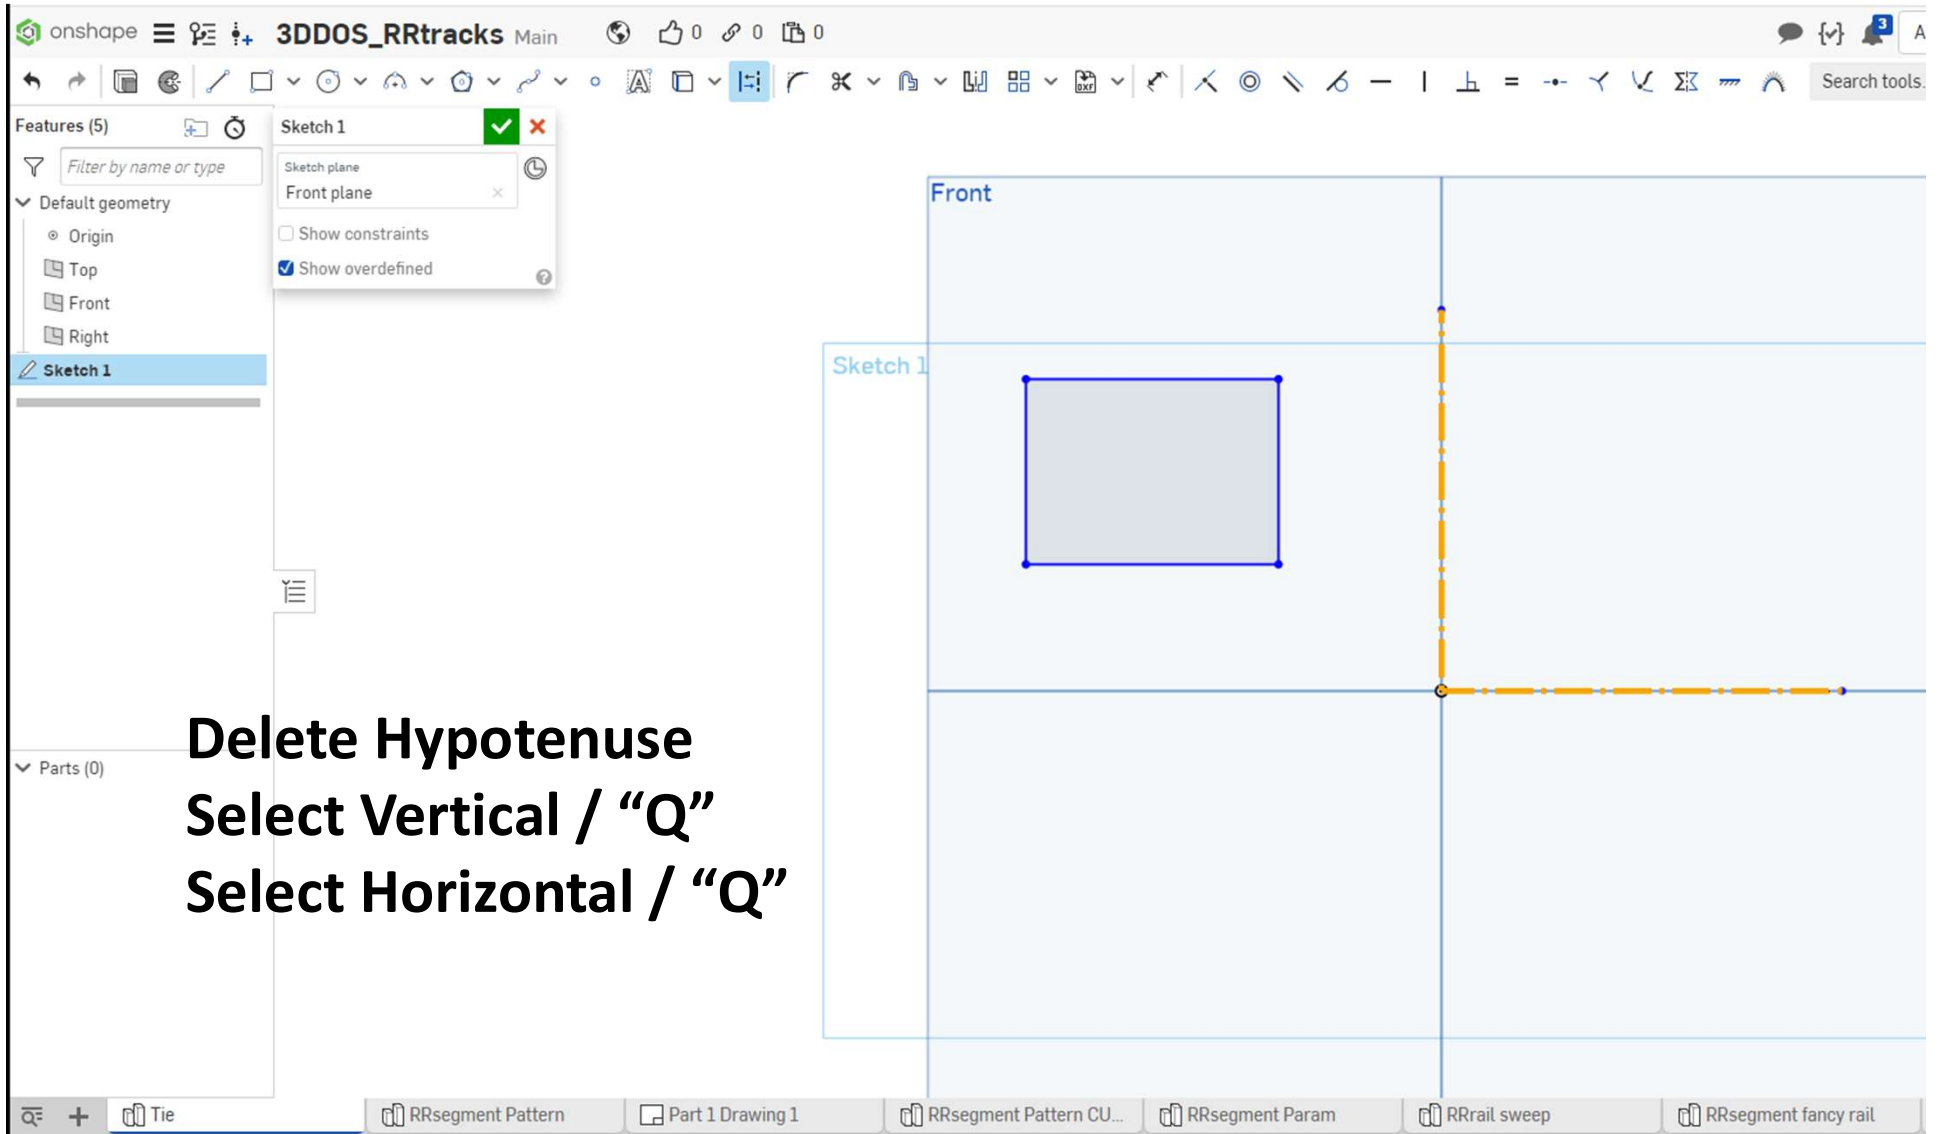 onshape 3DDOS_RRtracks Main 0 0 0 3 A
Search tools.
Features (5)
Sketch 1
Filter by name or type
Sketch plane
Front plane
Default geometry
Show constraints
Origin
Show overdefined
Top
Front
Right
Sketch 1
Front
Sketch 1
Delete Hypotenuse
Select Vertical / “Q”
Select Horizontal / “Q”
Parts (0)
Tie
RRsegment Pattern
Part 1 Drawing 1
RRsegment Pattern CU...
RRsegment Param
RRrail sweep
RRsegment fancy rail